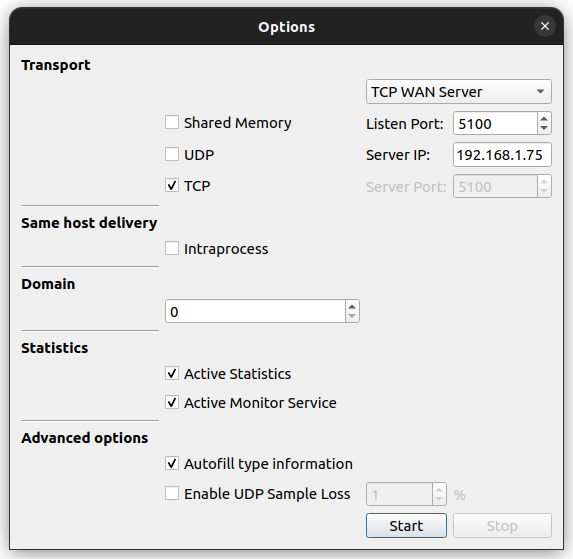 Options
Transport
TCP WAN Server
Shared Memory
Listen Port: 5100
UDP
Server IP: 192.168.1.75
TCP
Server Port: 5100
Same host delivery
Intraprocess
Domain
0
Statistics
Active Statistics
Active Monitor Service
Advanced options
Autofill type information
Enable UDP Sample Loss 1 %
Start Stop